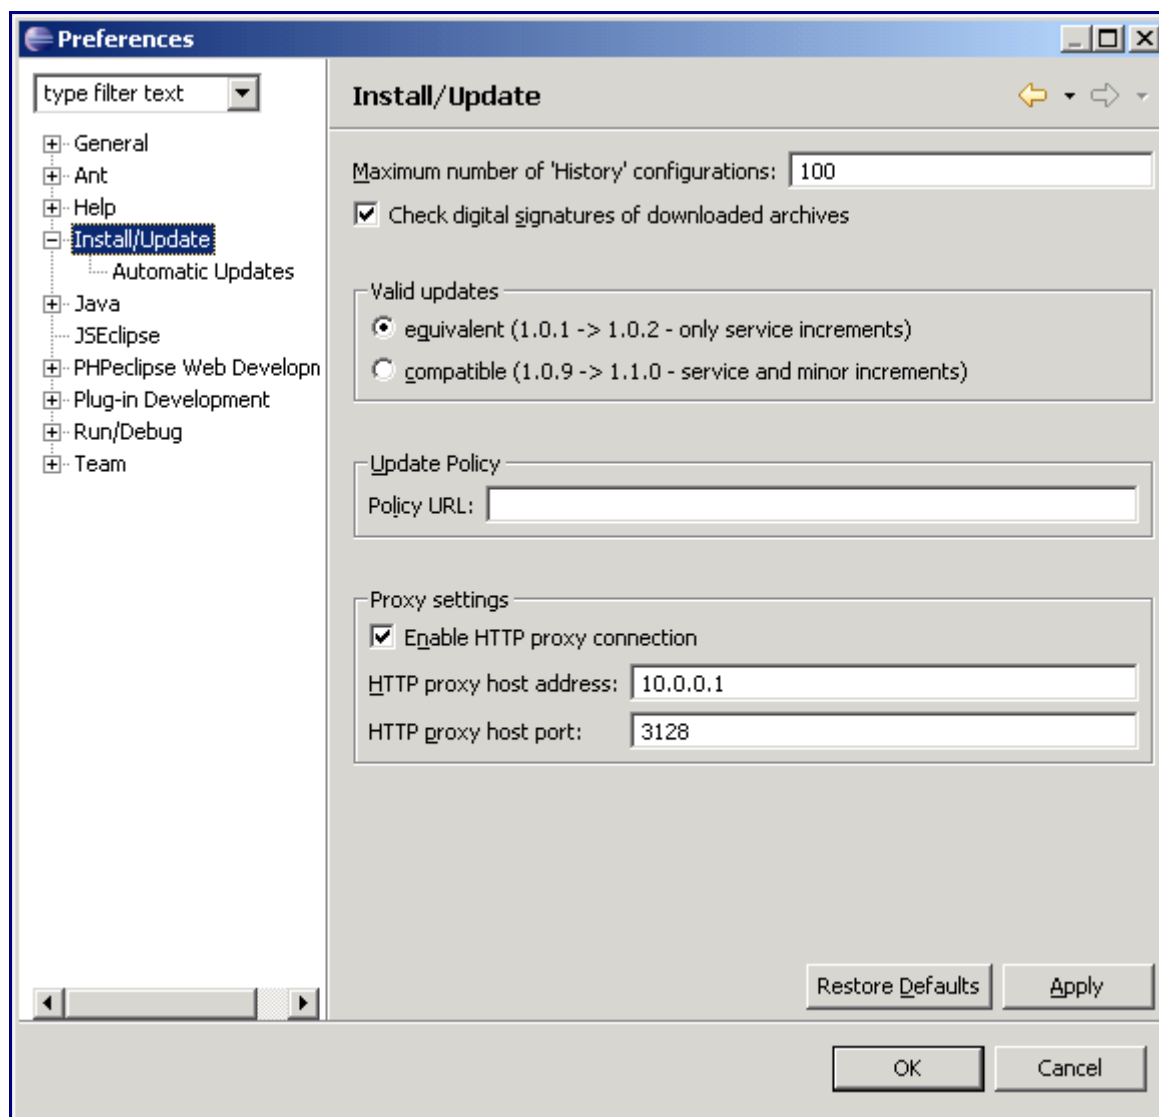 Preferences
type filter text
General
Ant
Help
Install/Update
Automatic Updates
Java
JSEclipse
PHPeclipse Web Developn
Plug-in Development
Run/Debug
Team
Install/Update
Maximum number of 'History' configurations: 100
Check digital signatures of downloaded archives
Valid updates
equivalent (1.0.1 -> 1.0.2 - only service increments)
compatible (1.0.9 -> 1.1.0 - service and minor increments)
Update Policy
Policy URL:
Proxy settings
Enable HTTP proxy connection
HTTP proxy host address: 10.0.0.1
HTTP proxy host port: 3128
Restore Defaults Apply
OK Cancel